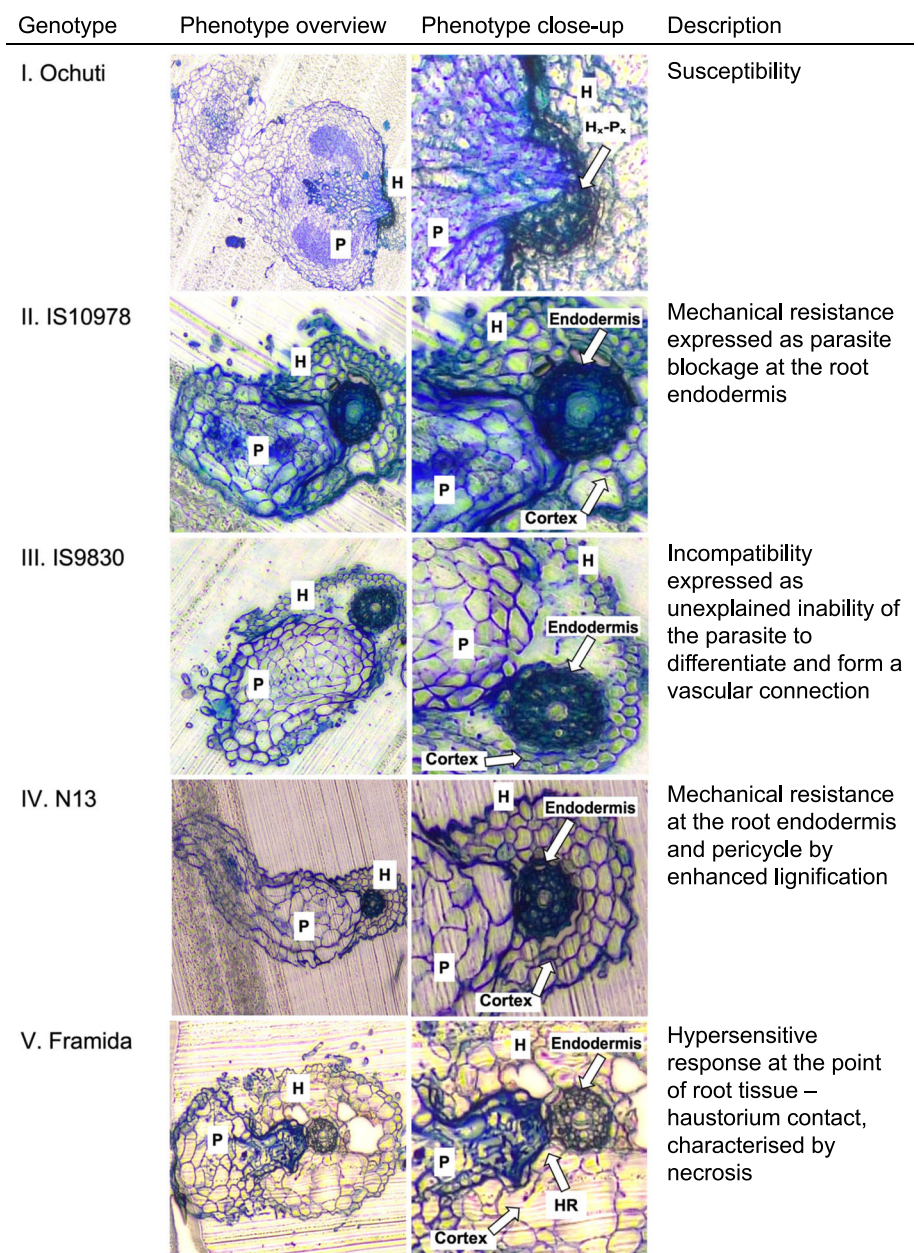 Genotype Phenotype overview Phenotype close-up Description
I. Ochuti
H
P
H
Hx-Px
P
Susceptibility
II. IS10978
H
P
Endodermis
H
P
Cortex
Mechanical resistance
expressed as parasite
blockage at the root
endodermis
III. IS9830
H
P
H
Endodermis
P
Cortex
Incompatibility
expressed as
unexplained inability of
the parasite to
differentiate and form a
vascular connection
IV. N13
H
P
H
Endodermis
P
Cortex
Mechanical resistance
at the root endodermis
and pericycle by
enhanced lignification
V. Framida
H
P
H
Endodermis
P
HR
Cortex
Hypersensitive
response at the point
of root tissue –
haustorium contact,
characterised by
necrosis